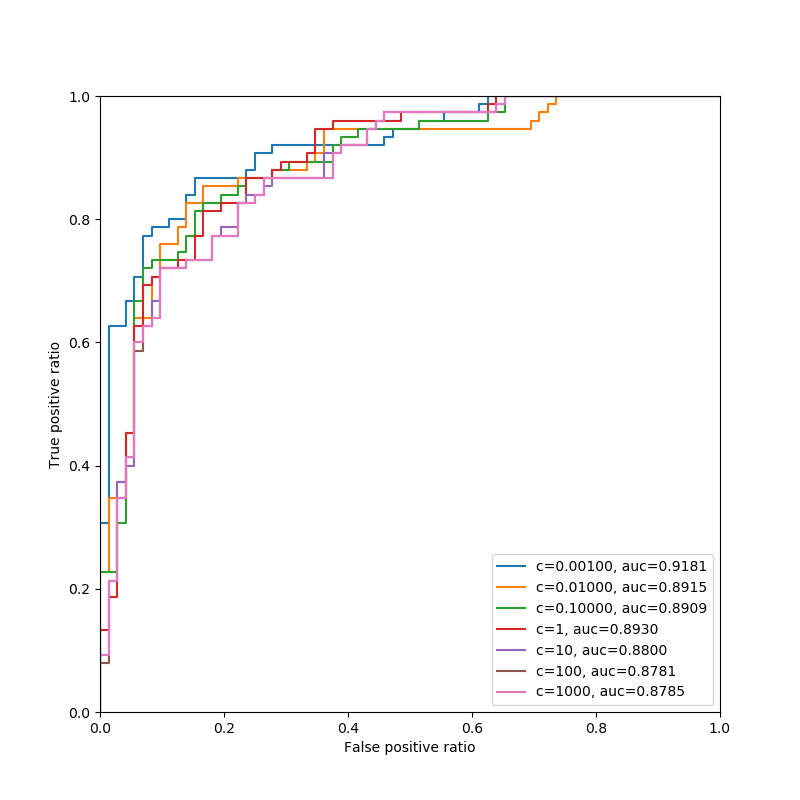 1.0
0.8
0.6
0.4
0.2
0.0
True positive ratio
0.0 0.2 0.4 0.6 0.8 1.0
False positive ratio
c=0.00100, auc=0.9181
c=0.01000, auc=0.8915
c=0.10000, auc=0.8909
c=1, auc=0.8930
c=10, auc=0.8800
c=100, auc=0.8781
c=1000, auc=0.8785